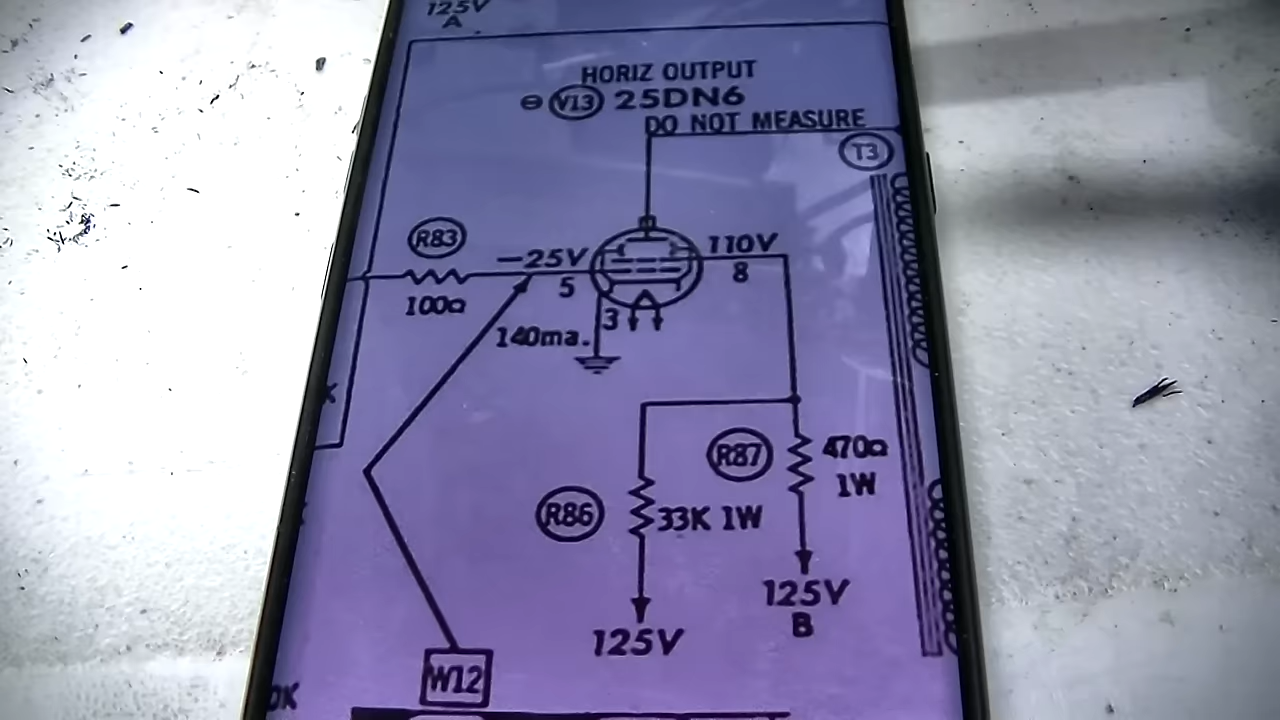 125V
A
HORIZ OUTPUT
⊖ V13 25DN6
DO NOT MEASURE
T3
R83
100Ω
−25V
5
110V
8
3
140ma.
R87
470Ω
1W
R86
33K 1W
125V
B
125V
W12
K